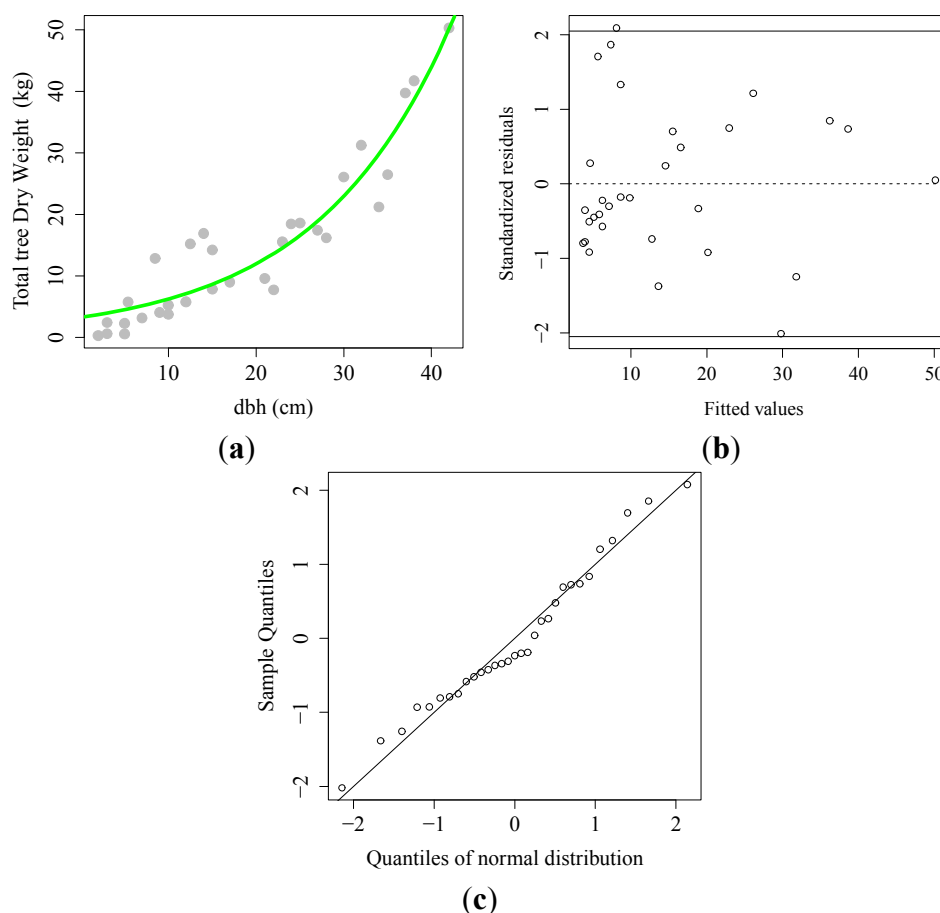 Total tree Dry Weight (kg)
50
40
30
20
10
0
10 20 30 40
dbh (cm)
(a)
Standardized residuals
2
1
0
−1
−2
10 20 30 40 50
Fitted values
(b)
Sample Quantiles
2
1
0
−1
−2
−2 −1 0 1 2
Quantiles of normal distribution
(c)